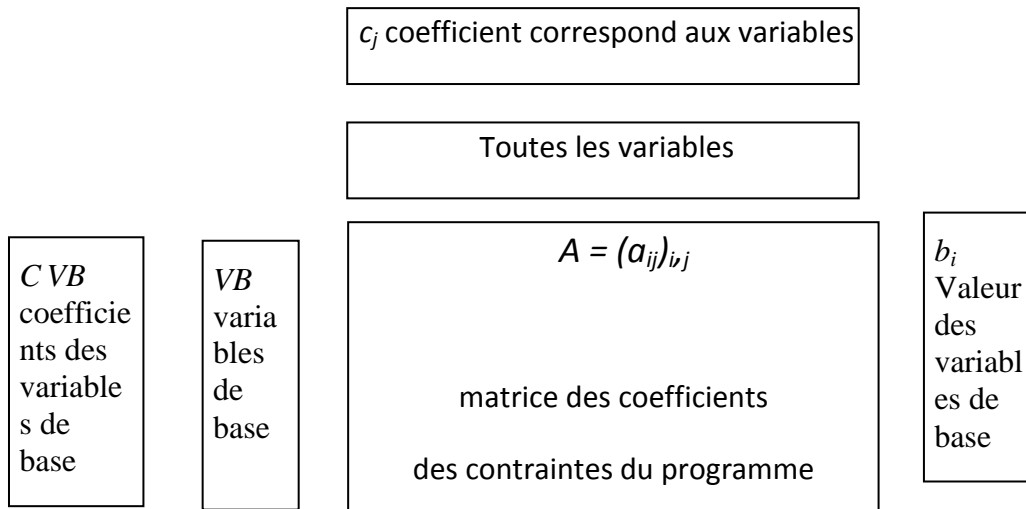 cj coefficient correspond aux variables
Toutes les variables
C VB
coefficie
nts des
variable
s de
base
VB
varia
bles
de
base
A = (aij)i,j
matrice des coefficients
des contraintes du programme
bi
Valeur
des
variabl
es de
base